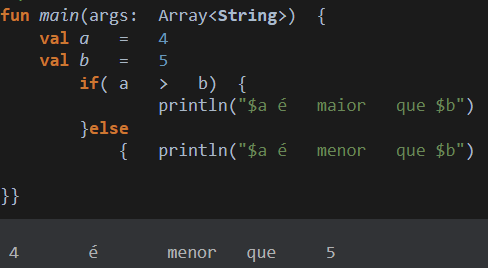 fun main(args: Array<String>) {
val a = 4
val b = 5
if( a > b) {
println("$a é maior que $b")
}else
{ println("$a é menor que $b")
}}
4 é menor que 5